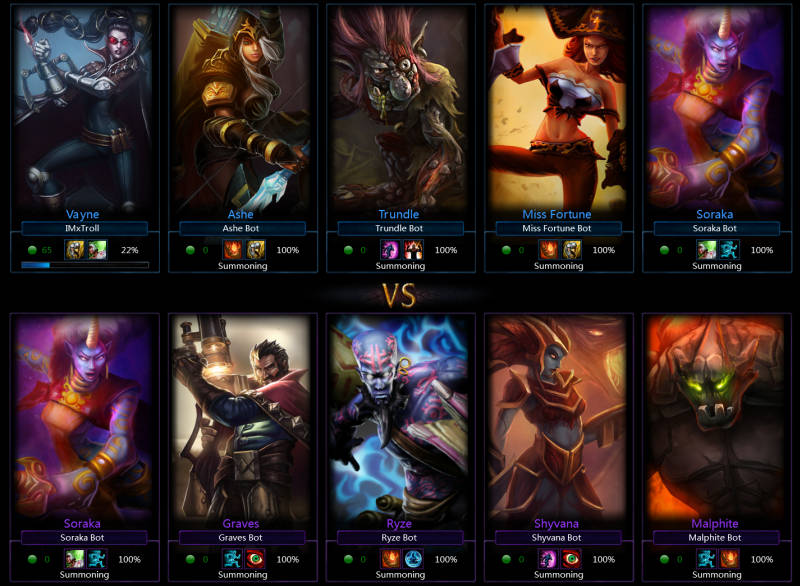 Vayne
IMxTroll
65 22%
Ashe
Ashe Bot
0 100%
Summoning
Trundle
Trundle Bot
0 100%
Summoning
Miss Fortune
Miss Fortune Bot
0 100%
Summoning
Soraka
Soraka Bot
0 100%
Summoning
VS
Soraka
Soraka Bot
0 100%
Summoning
Graves
Graves Bot
0 100%
Summoning
Ryze
Ryze Bot
0 100%
Summoning
Shyvana
Shyvana Bot
0 100%
Summoning
Malphite
Malphite Bot
0 100%
Summoning